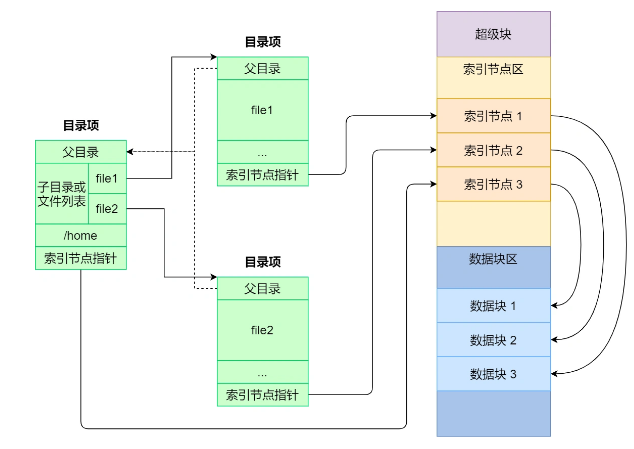 目录项
父目录
子目录或
文件列表
file1
file2
/home
索引节点指针
目录项
父目录
file1
...
索引节点指针
目录项
父目录
file2
...
索引节点指针
超级块
索引节点区
索引节点 1
索引节点 2
索引节点 3
数据块区
数据块 1
数据块 2
数据块 3